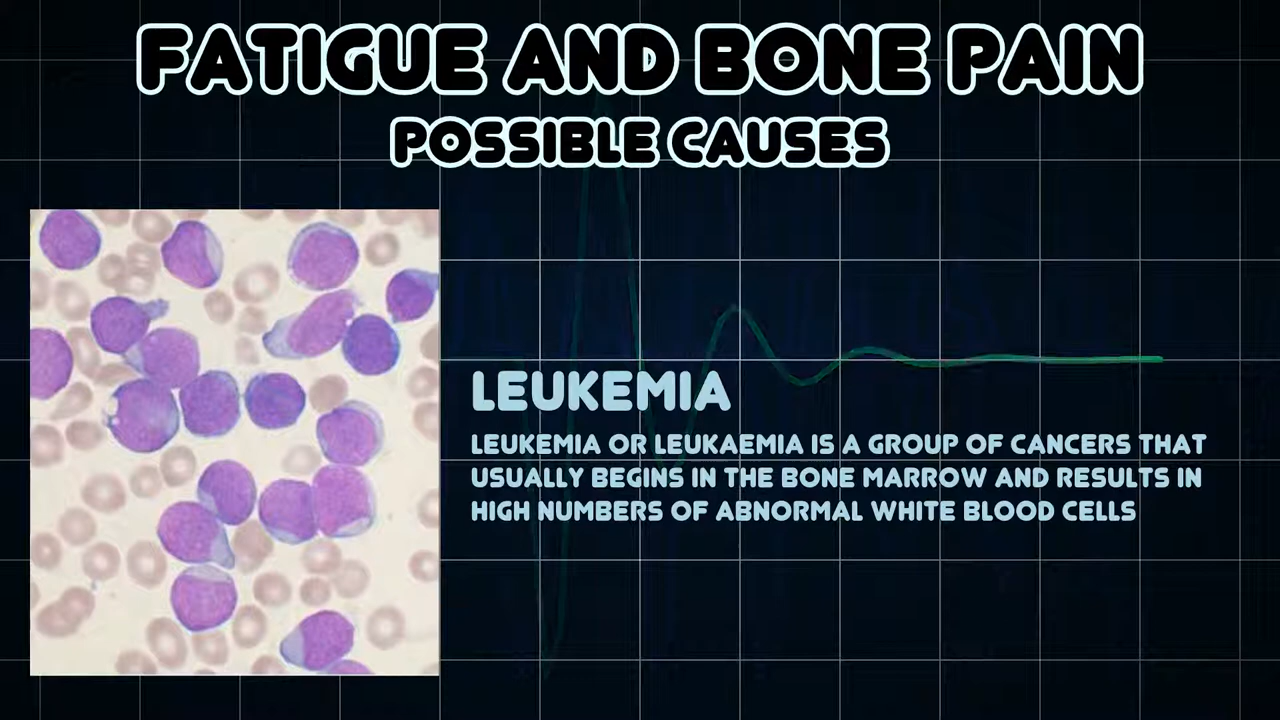 FATIGUE AND BONE PAIN
POSSIBLE CAUSES
LEUKEMIA
LEUKEMIA OR LEUKAEMIA IS A GROUP OF CANCERS THAT
USUALLY BEGINS IN THE BONE MARROW AND RESULTS IN
HIGH NUMBERS OF ABNORMAL WHITE BLOOD CELLS